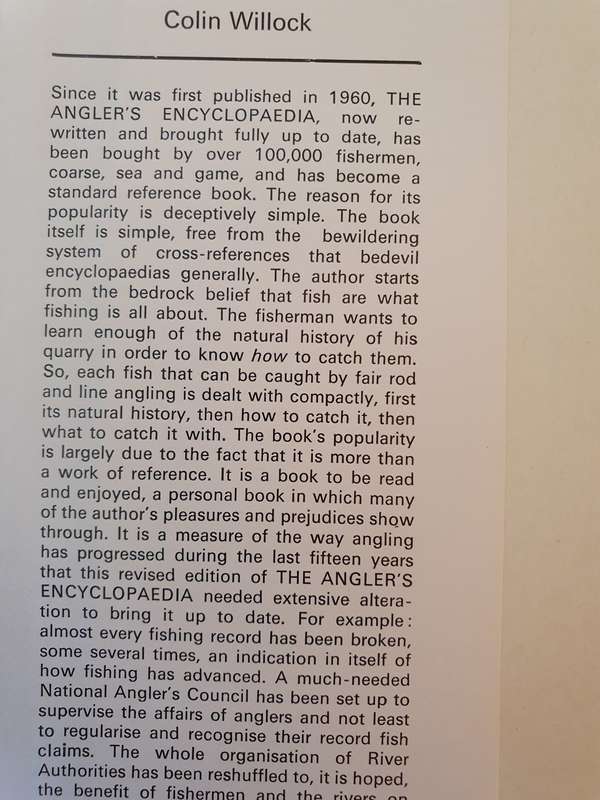 Colin Willock
Since it was first published in 1960, THE
ANGLER'S ENCYCLOPAEDIA, now re-
written and brought fully up to date, has
been bought by over 100,000 fishermen,
coarse, sea and game, and has become a
standard reference book. The reason for its
popularity is deceptively simple. The book
itself is simple, free from the bewildering
system of cross-references that bedevil
encyclopaedias generally. The author starts
from the bedrock belief that fish are what
fishing is all about. The fisherman wants to
learn enough of the natural history of his
quarry in order to know how to catch them.
So, each fish that can be caught by fair rod
and line angling is dealt with compactly, first
its natural history, then how to catch it, then
what to catch it with. The book's popularity
is largely due to the fact that it is more than
a work of reference. It is a book to be read
and enjoyed, a personal book in which many
of the author's pleasures and prejudices show
through. It is a measure of the way angling
has progressed during the last fifteen years
that this revised edition of THE ANGLER'S
ENCYCLOPAEDIA needed extensive altera-
tion to bring it up to date. For example:
almost every fishing record has been broken,
some several times, an indication in itself of
how fishing has advanced. A much-needed
National Angler's Council has been set up to
supervise the affairs of anglers and not least
to regularise and recognise their record fish
claims. The whole organisation of River
Authorities has been reshuffled to, it is hoped,
the benefit of fishermen and the rivers on